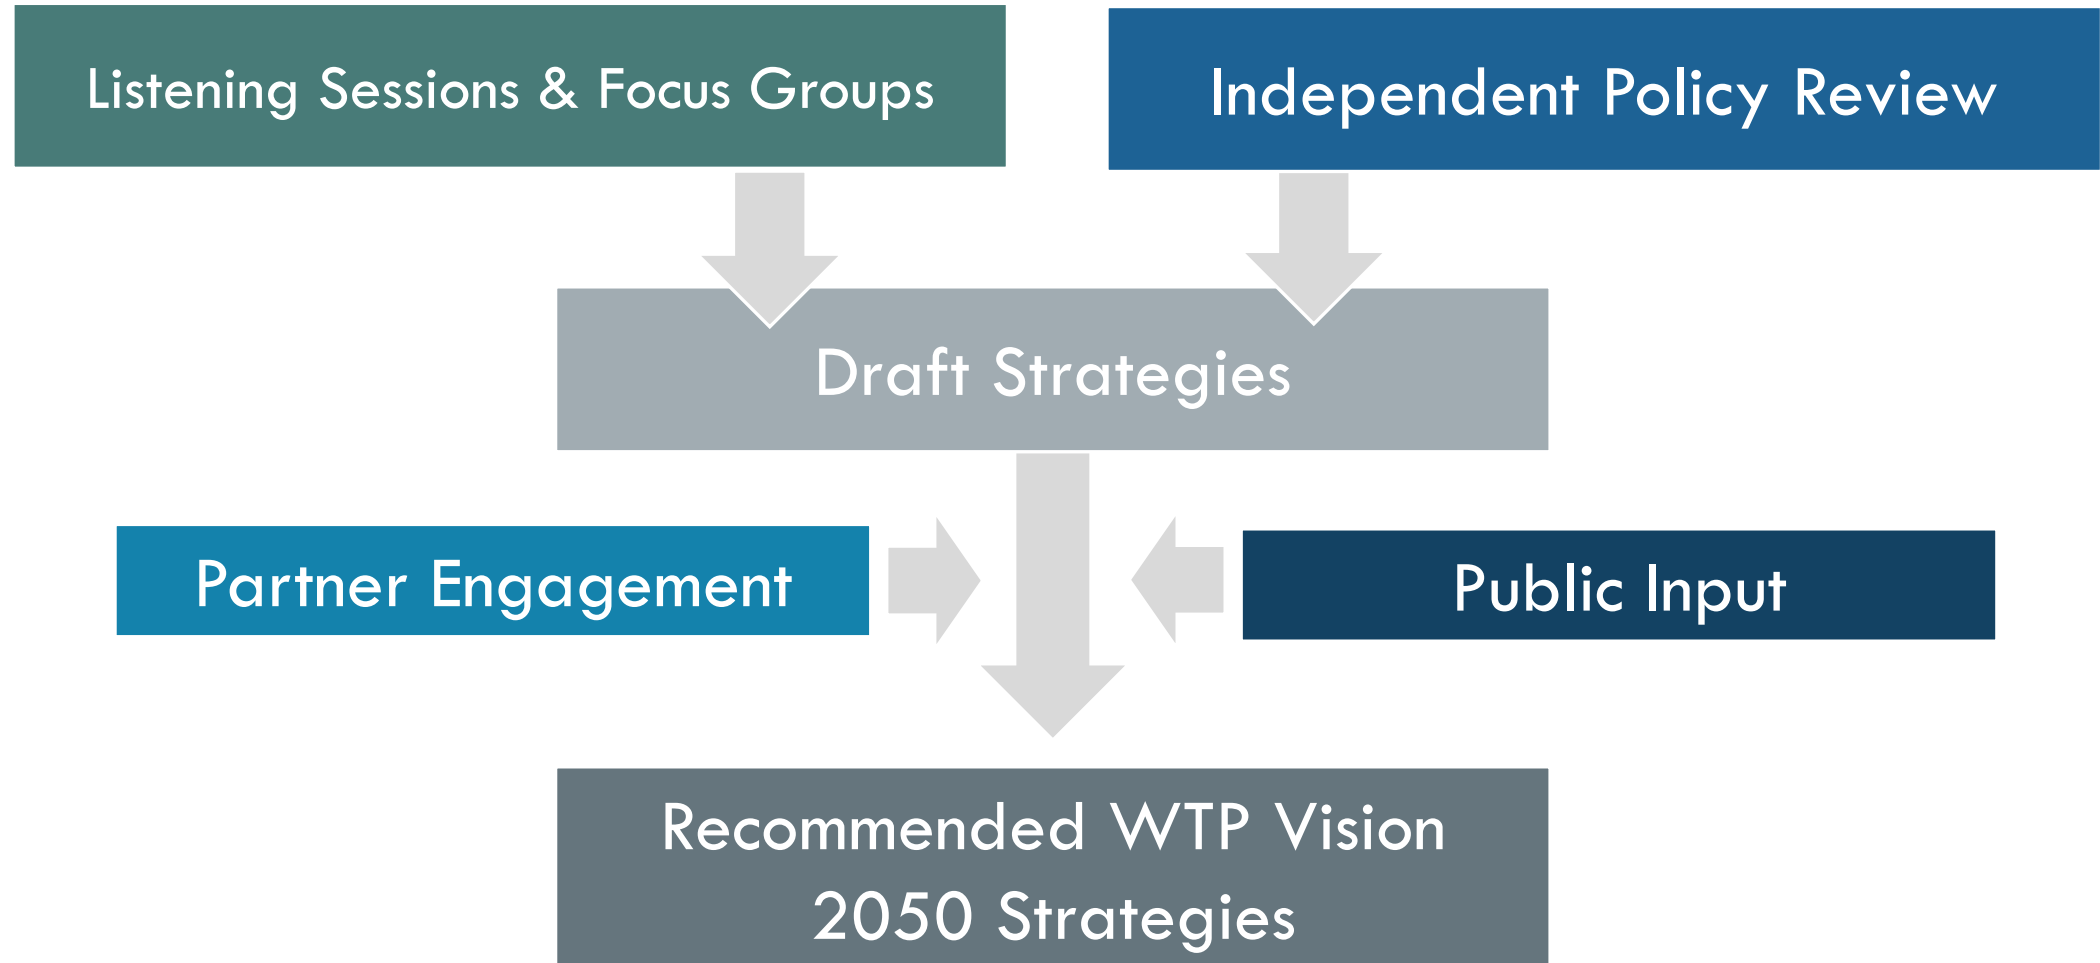 Listening Sessions & Focus Groups
Independent Policy Review
Draft Strategies
Partner Engagement
Public Input
Recommended WTP Vision
2050 Strategies